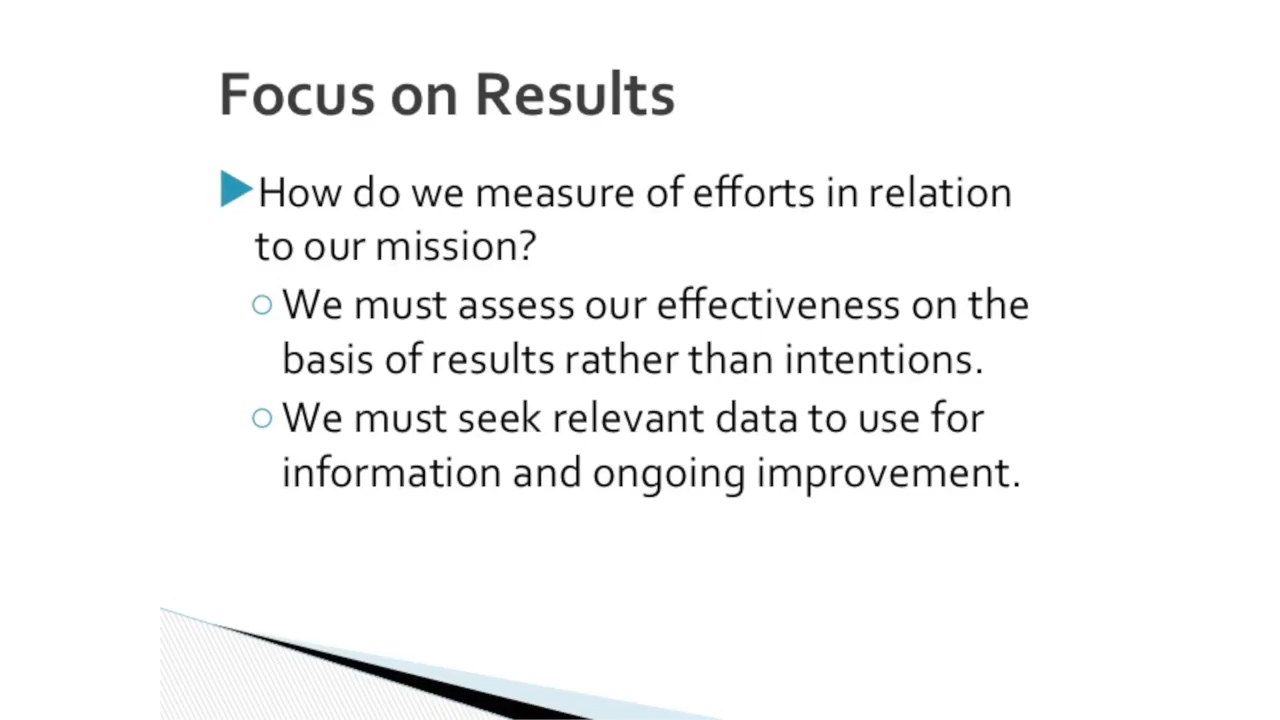 Focus on Results
How do we measure of efforts in relation
to our mission?
We must assess our effectiveness on the
basis of results rather than intentions.
We must seek relevant data to use for
information and ongoing improvement.